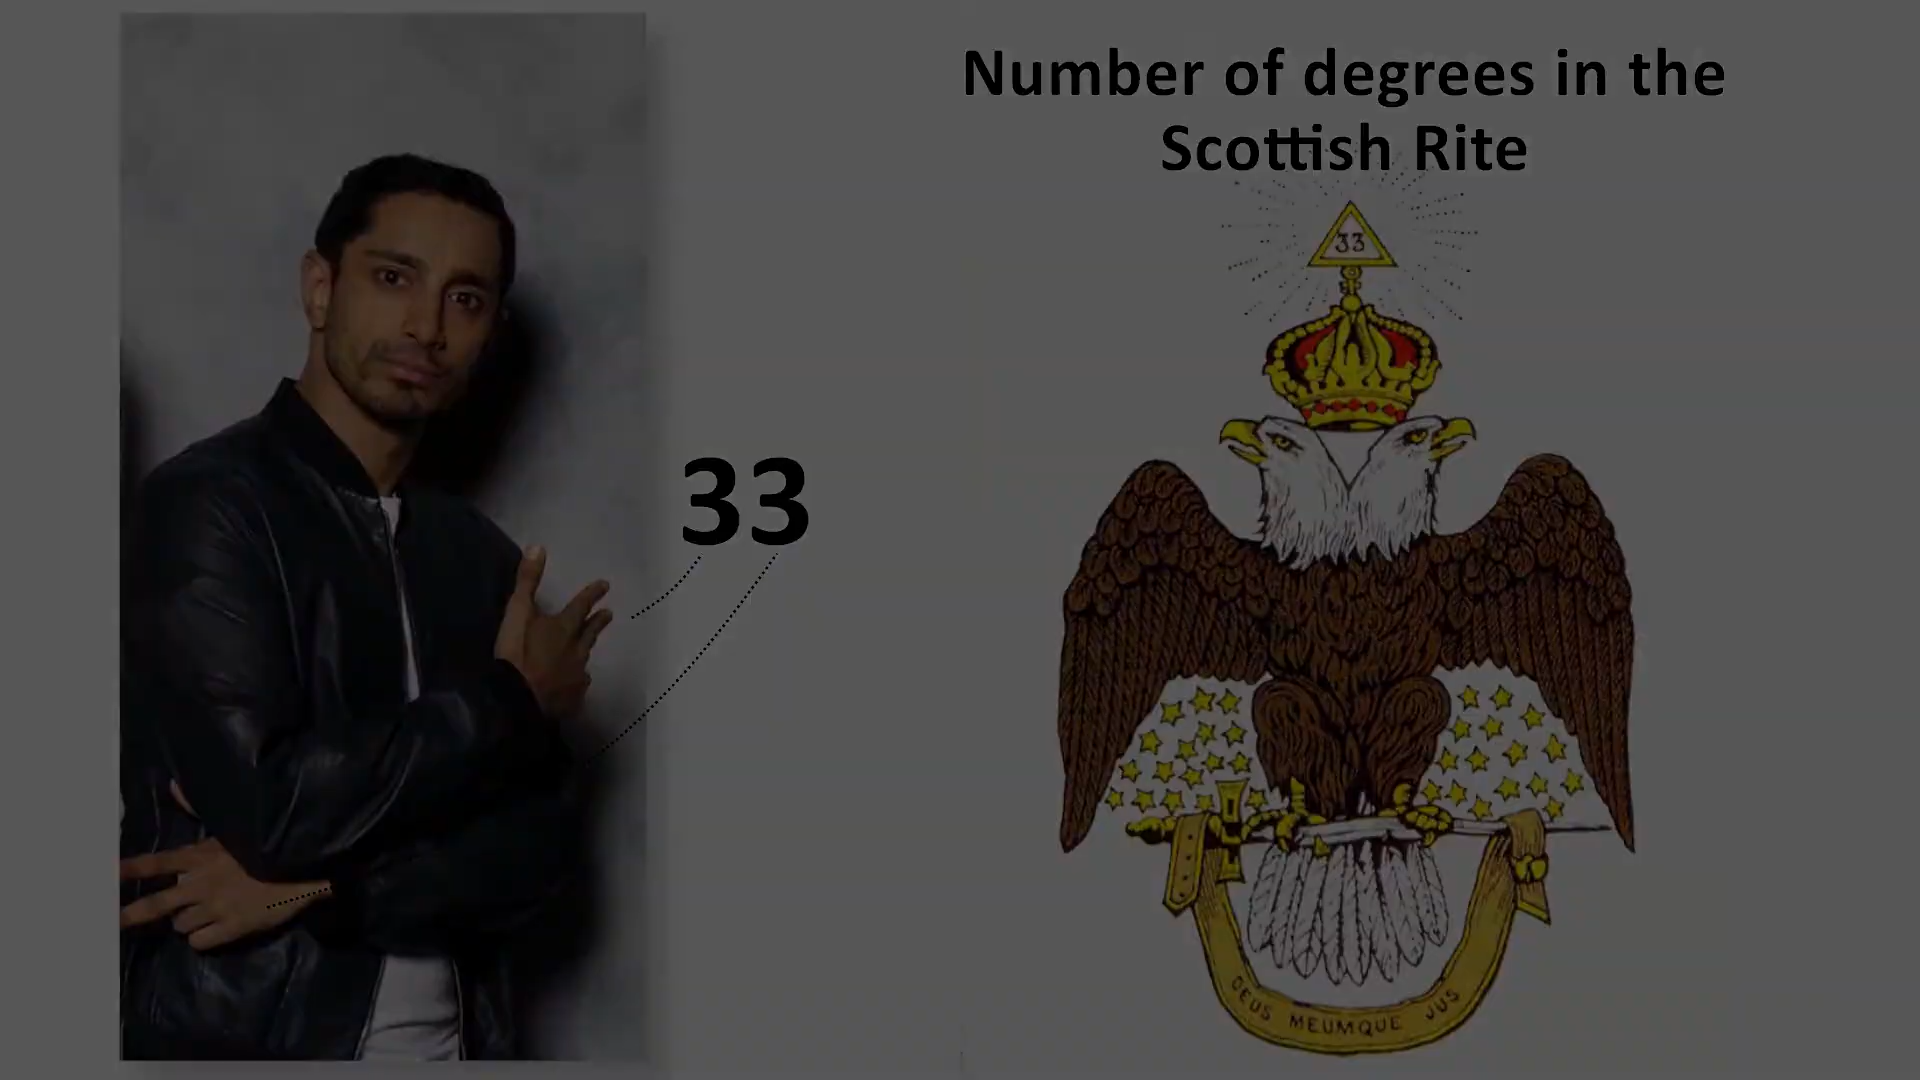 Number of degrees in the
Scottish Rite
33
33
DEUS MEUMQUE JUS